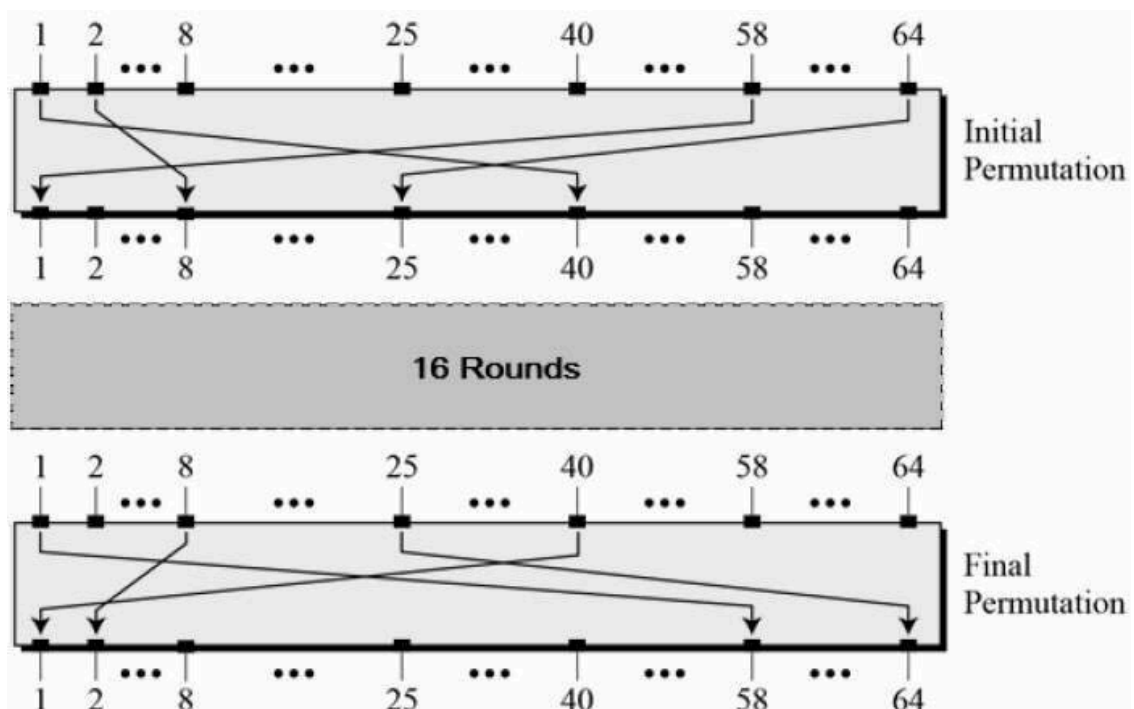 1 2 8 25 40 58 64
••• ••• ••• ••• •••
Initial
Permutation
••• ••• ••• ••• •••
1 2 8 25 40 58 64
16 Rounds
1 2 8 25 40 58 64
••• ••• ••• ••• •••
Final
Permutation
••• ••• ••• ••• •••
1 2 8 25 40 58 64